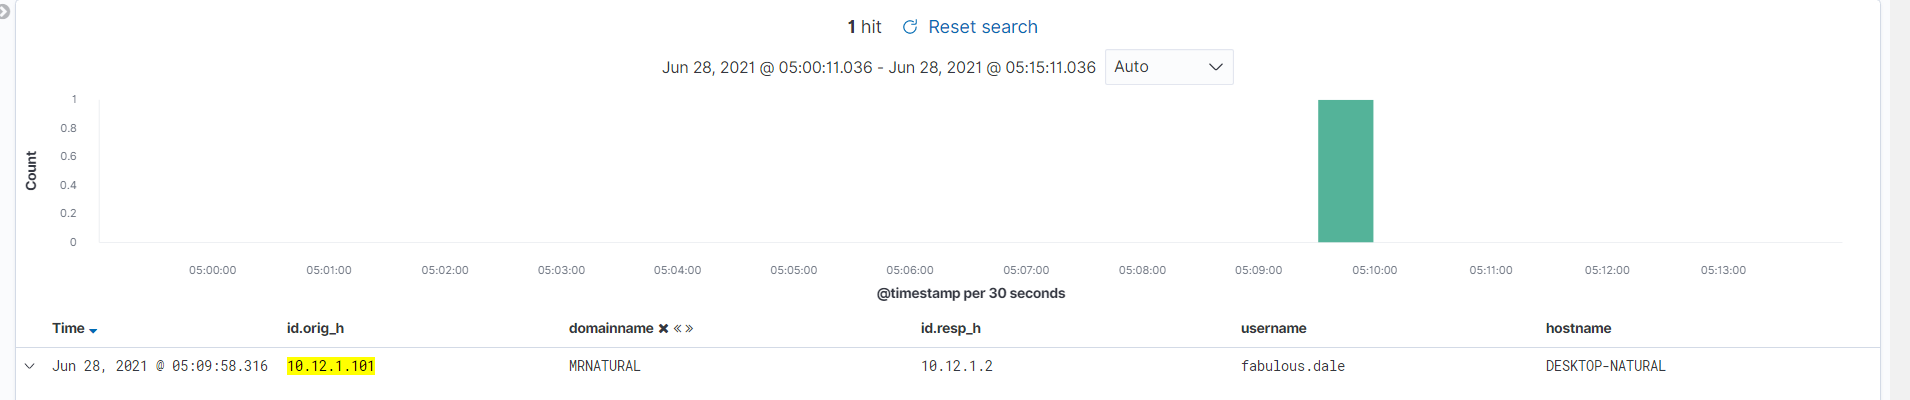 1 hit Reset search
Jun 28, 2021 @ 05:00:11.036 - Jun 28, 2021 @ 05:15:11.036 Auto
1
0.8
0.6
0.4
0.2
0
Count
05:00:00 05:01:00 05:02:00 05:03:00 05:04:00 05:05:00 05:06:00 05:07:00 05:08:00 05:09:00 05:10:00 05:11:00 05:12:00 05:13:00
@timestamp per 30 seconds
Time id.orig_h domainname id.resp_h username hostname
Jun 28, 2021 @ 05:09:58.316 10.12.1.101 MRNATURAL 10.12.1.2 fabulous.dale DESKTOP-NATURAL